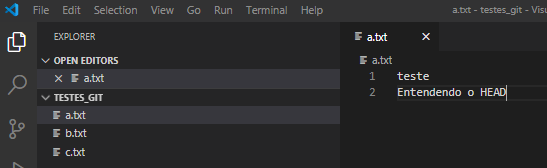 File Edit Selection View Go Run Terminal Help a.txt - testes_git - Visu
EXPLORER
OPEN EDITORS
a.txt
TESTES_GIT
a.txt
b.txt
c.txt
a.txt
a.txt
1 teste
2 Entendendo o HEAD